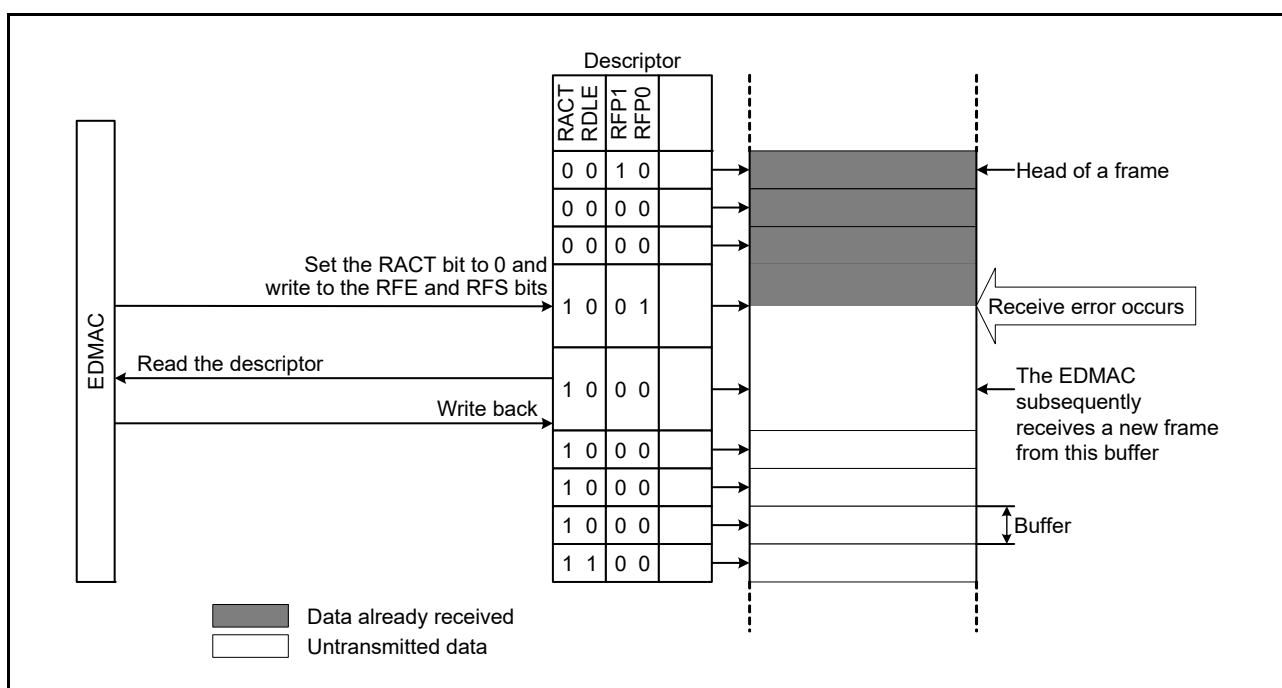 Descriptor
RACT RDLE RFP1 RFP0
0 0 1 0
Head of a frame
0 0 0 0
0 0 0 0
Set the RACT bit to 0 and
write to the RFE and RFS bits
1 0 0 1
Receive error occurs
EDMAC
Read the descriptor
1 0 0 0
Write back
The EDMAC
subsequently
receives a new frame
from this buffer
1 0 0 0
1 0 0 0
1 0 0 0
Buffer
1 1 0 0
Data already received
Untransmitted data